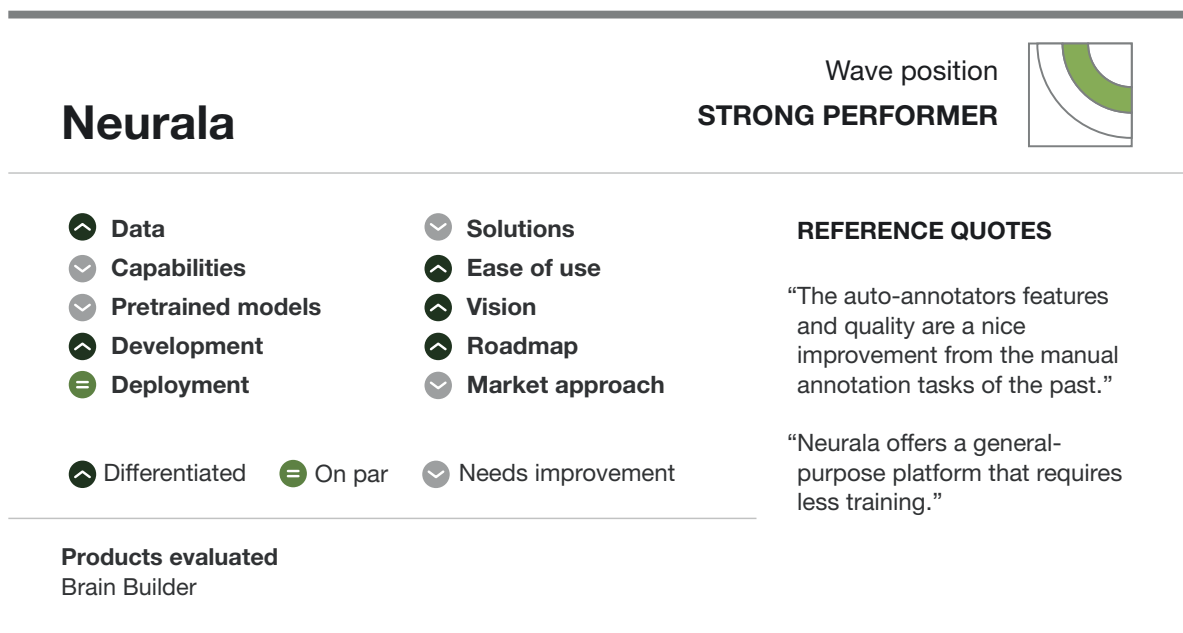 Neurala
Wave position
STRONG PERFORMER
Data
Capabilities
Pretrained models
Development
Deployment
Solutions
Ease of use
Vision
Roadmap
Market approach
Differentiated
On par
Needs improvement
REFERENCE QUOTES
“The auto-annotators features
and quality are a nice
improvement from the manual
annotation tasks of the past.”
“Neurala offers a general-
purpose platform that requires
less training.”
Products evaluated
Brain Builder